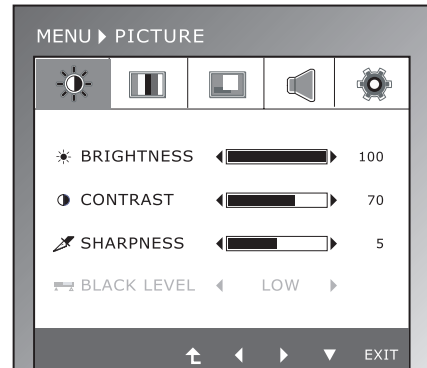 MENU ▶ PICTURE
BRIGHTNESS 100
CONTRAST 70
SHARPNESS 5
BLACK LEVEL LOW
EXIT